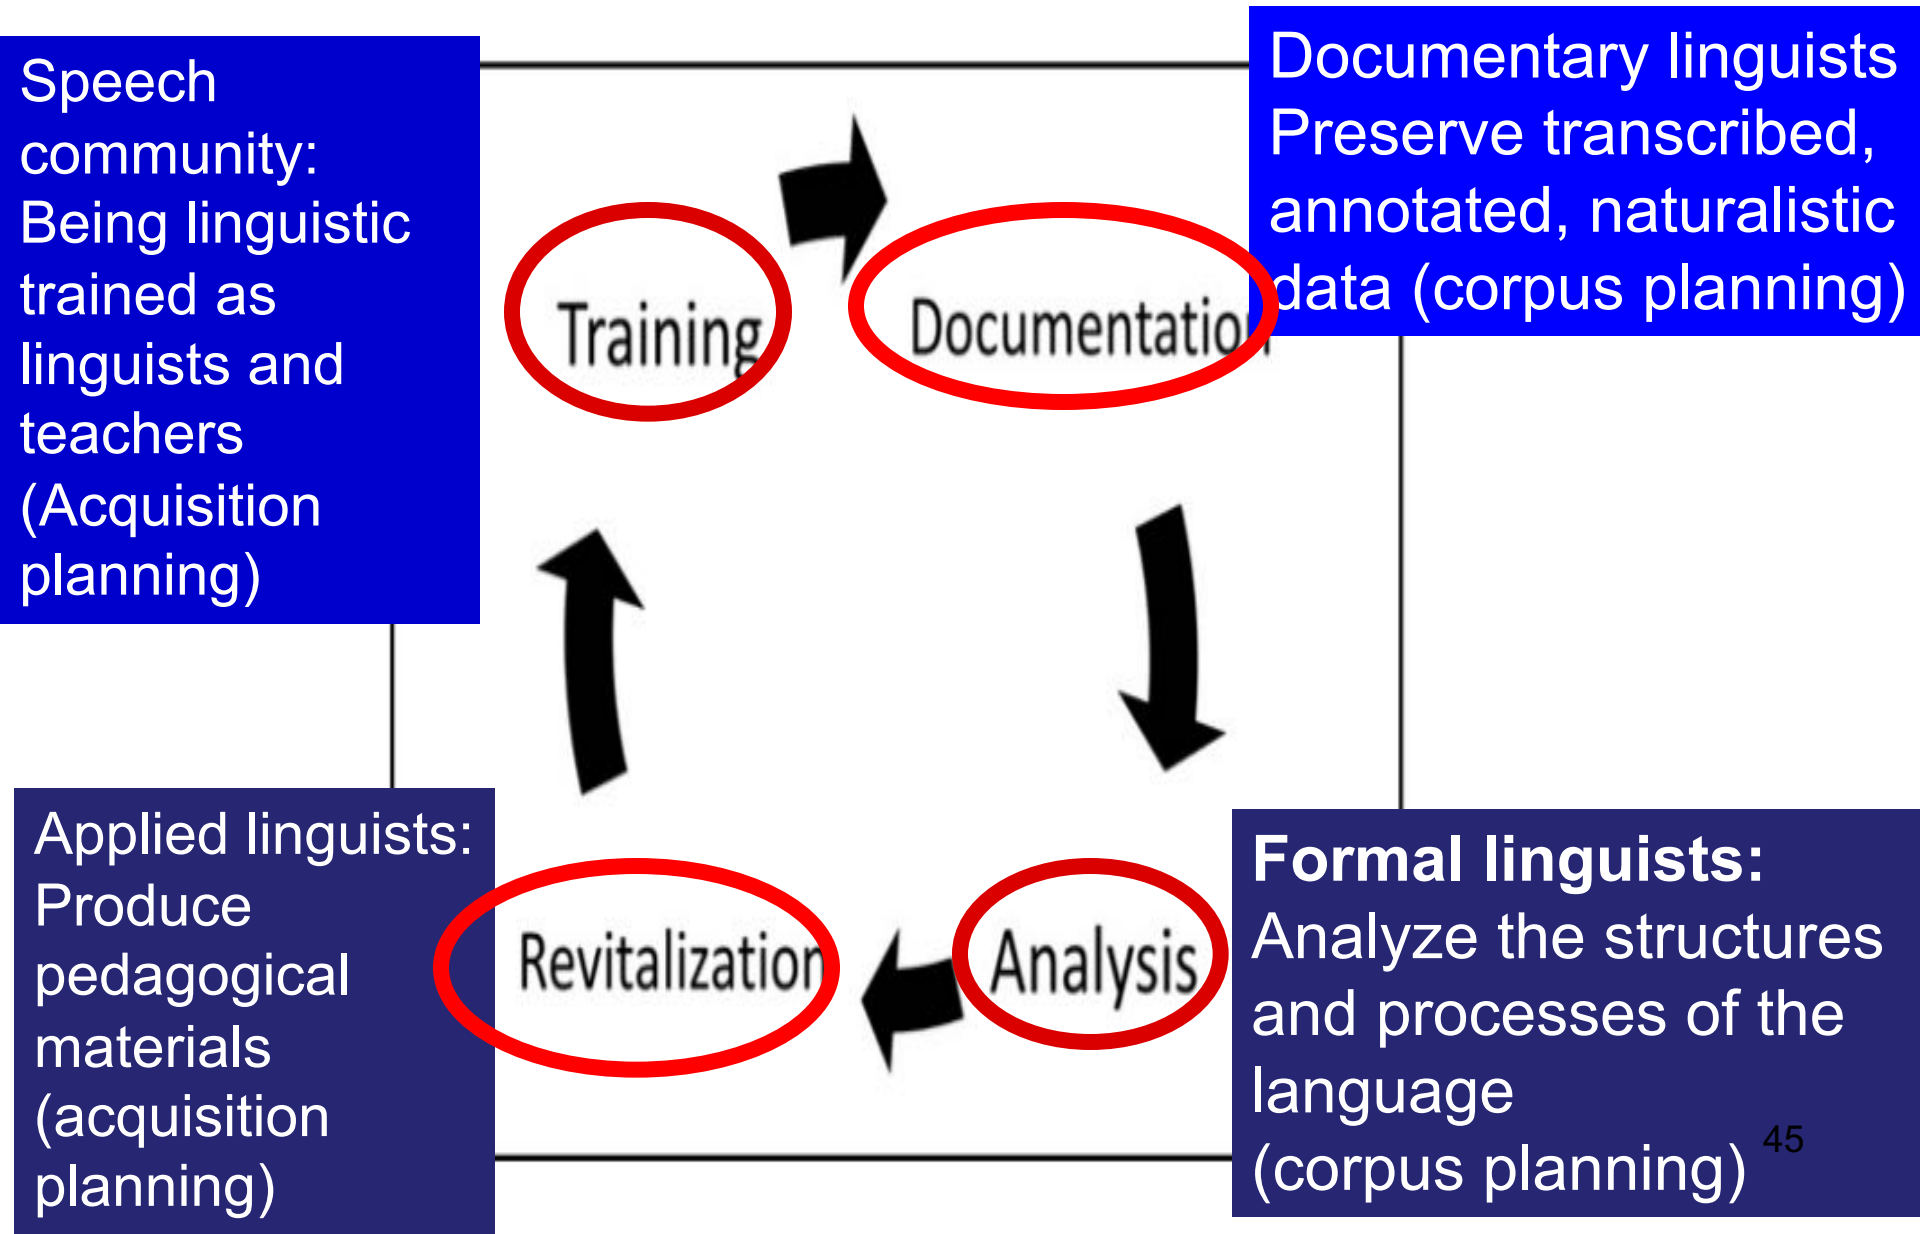 Speech
community:
Being linguistic
trained as
linguists and
teachers
(Acquisition
planning)
Documentary linguists
Preserve transcribed,
annotated, naturalistic
data (corpus planning)
Training
Documentation
Revitalization
Analysis
Applied linguists:
Produce
pedagogical
materials
(acquisition
planning)
Formal linguists:
Analyze the structures
and processes of the
language
(corpus planning)
45